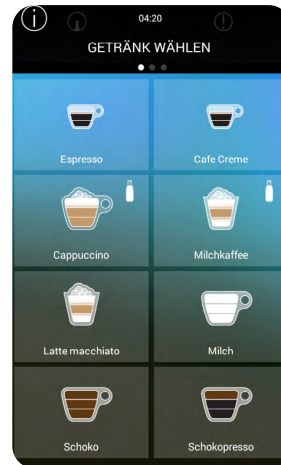 04:20
GETRÄNK WÄHLEN
Espresso
Cafe Creme
Cappuccino
Milchkaffee
Latte macchiato
Milch
Schoko
Schokopresso